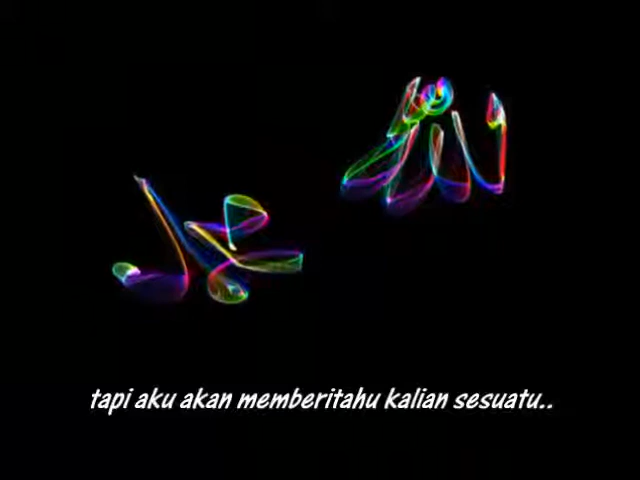 الله
محمد
tapi aku akan memberitahu kalian sesuatu..